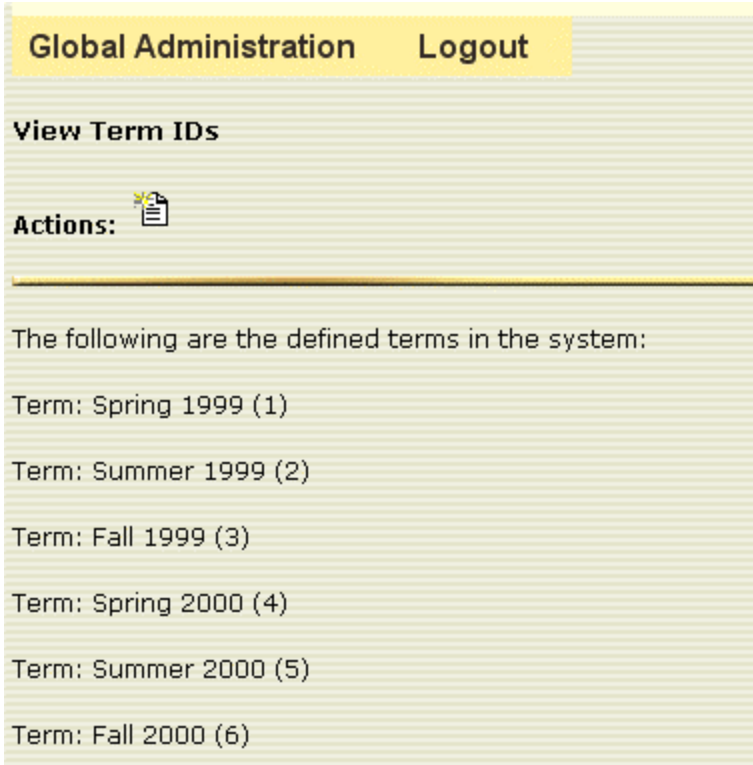 Global Administration Logout
View Term IDs
Actions:
The following are the defined terms in the system:
Term: Spring 1999 (1)
Term: Summer 1999 (2)
Term: Fall 1999 (3)
Term: Spring 2000 (4)
Term: Summer 2000 (5)
Term: Fall 2000 (6)